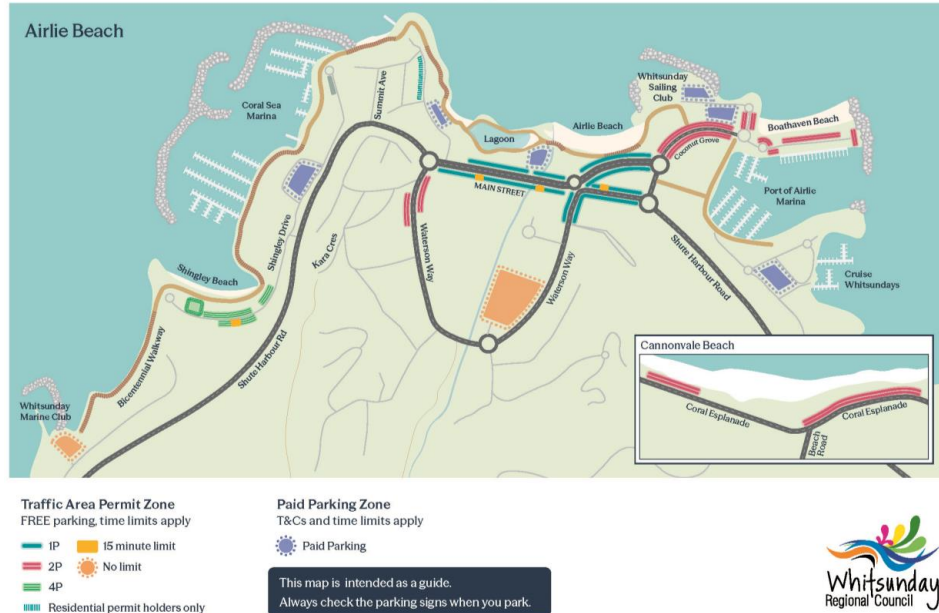 Airlie Beach
Coral Sea
Marina
Summit Ave
Lagoon
Airlie Beach
Whitsunday
Sailing
Club
Boathaven Beach
Coconut Grove
MAIN STREET
Port of Airlie
Marina
Shingley Drive
Kara Cres
Waterson Way
Waterson Way
Shute Harbour Road
Cruise
Whitsundays
Shingley Beach
Bicentennial Walkway
Shute Harbour Rd
Whitsunday
Marine Club
Cannonvale Beach
Coral Esplanade
Coral Esplanade
Beach
Road
Traffic Area Permit Zone
FREE parking, time limits apply
1P
15 minute limit
2P
No limit
4P
Residential permit holders only
Paid Parking Zone
T&Cs and time limits apply
Paid Parking
This map is intended as a guide.
Always check the parking signs when you park.
Whitsunday
Regional Council